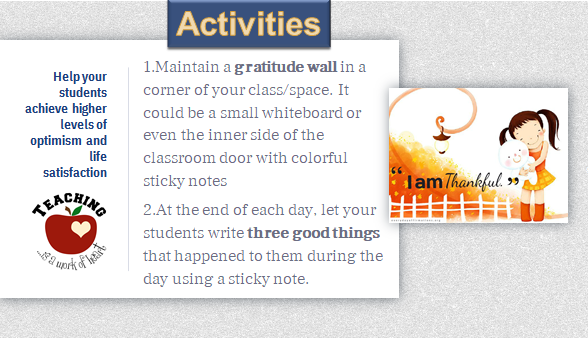 Activities
Help your
students
achieve higher
levels of
optimism and
life
satisfaction
TEACHING
...is a work of heart
1.Maintain a gratitude wall in a
corner of your class/space. It
could be a small whiteboard or
even the inner side of the
classroom door with colorful
sticky notes
2.At the end of each day, let your
students write three good things
that happened to them during the
day using a sticky note.
“I am Thankful.”